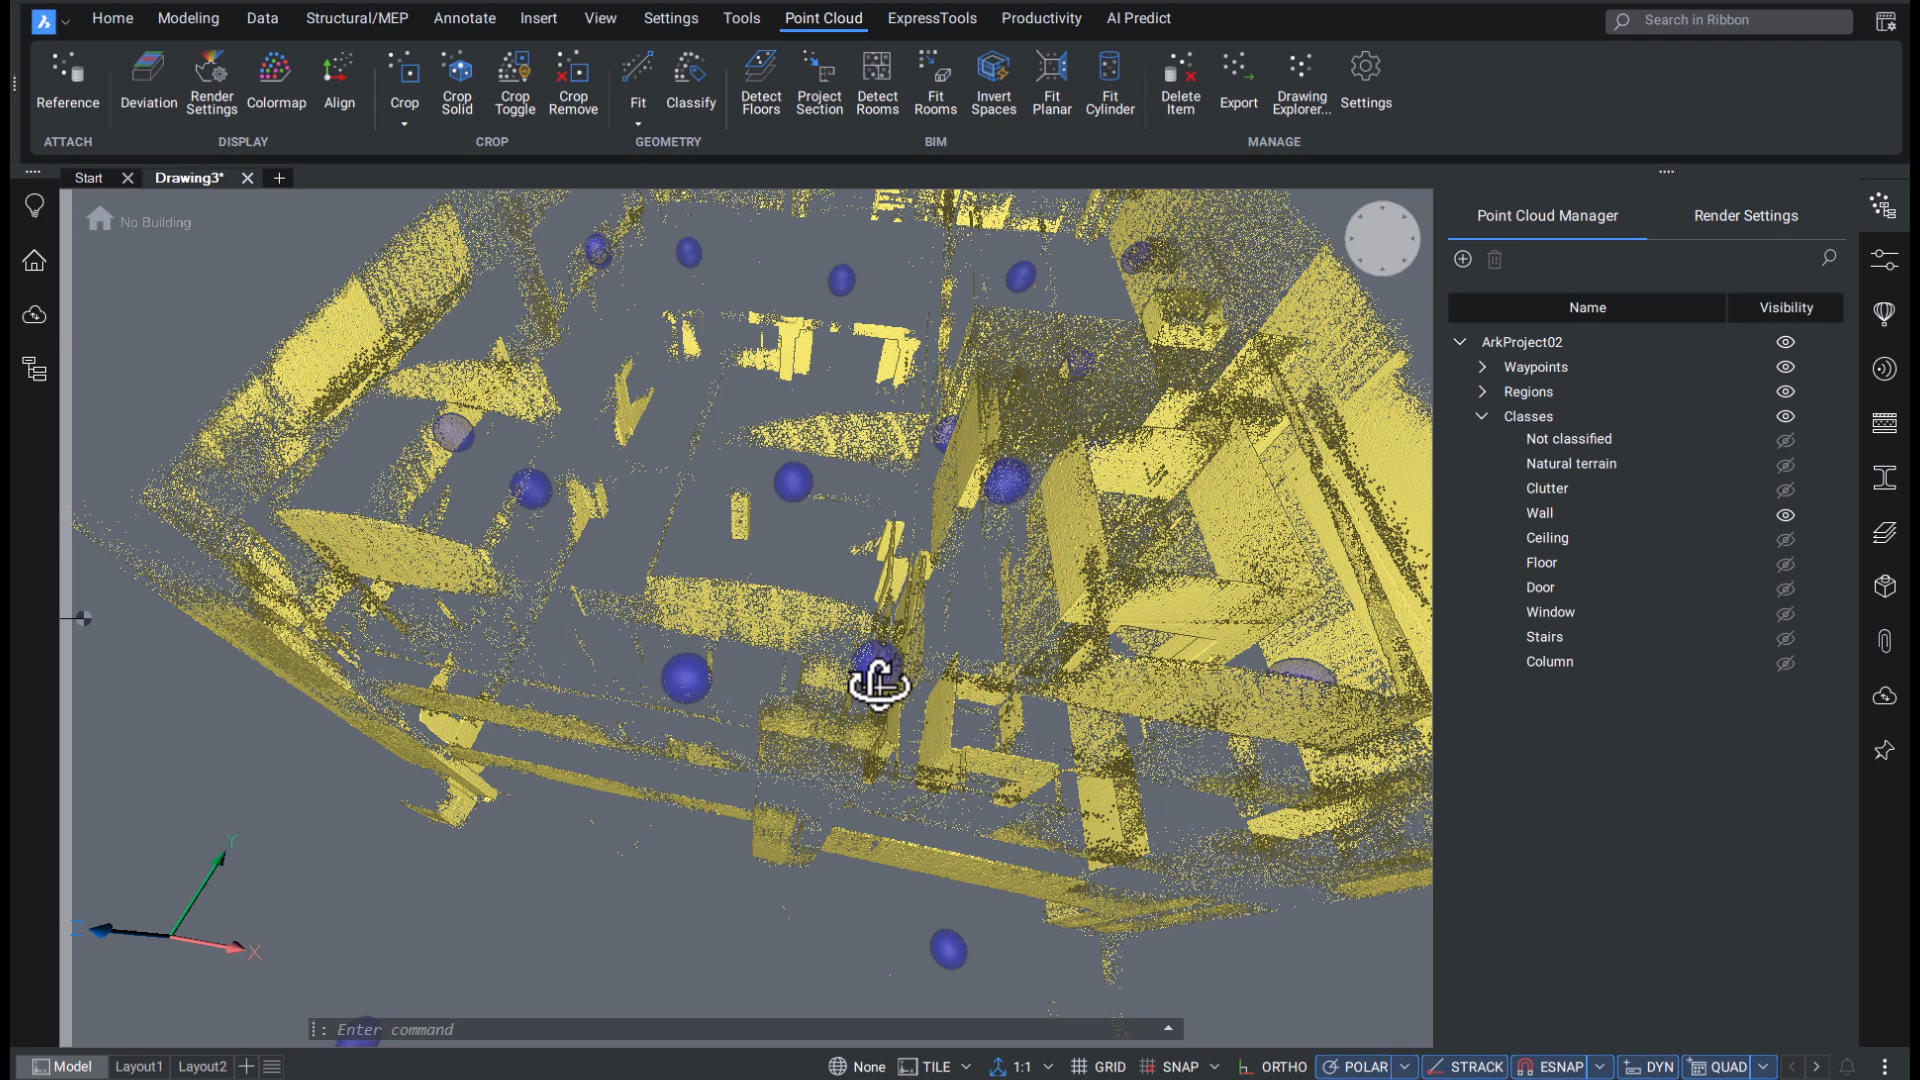 Home Modeling Data Structural/MEP Annotate Insert View Settings Tools Point Cloud ExpressTools Productivity AI Predict Search in Ribbon
Reference Deviation Render Settings Colormap Align Crop Crop Solid Crop Toggle Crop Remove Fit Classify Detect Floors Project Section Detect Rooms Fit Rooms Invert Spaces Fit Planar Fit Cylinder Delete Item Export Drawing Explorer... Settings
ATTACH DISPLAY CROP GEOMETRY BIM MANAGE
Start Drawing3*
No Building
Point Cloud Manager Render Settings
Name Visibility
ArkProject02
Waypoints
Regions
Classes
Not classified
Natural terrain
Clutter
Wall
Ceiling
Floor
Door
Window
Stairs
Column
Y
Z
X
: Enter command
Model Layout1 Layout2 None TILE 1:1 GRID SNAP ORTHO POLAR STRACK ESNAP DYN QUAD